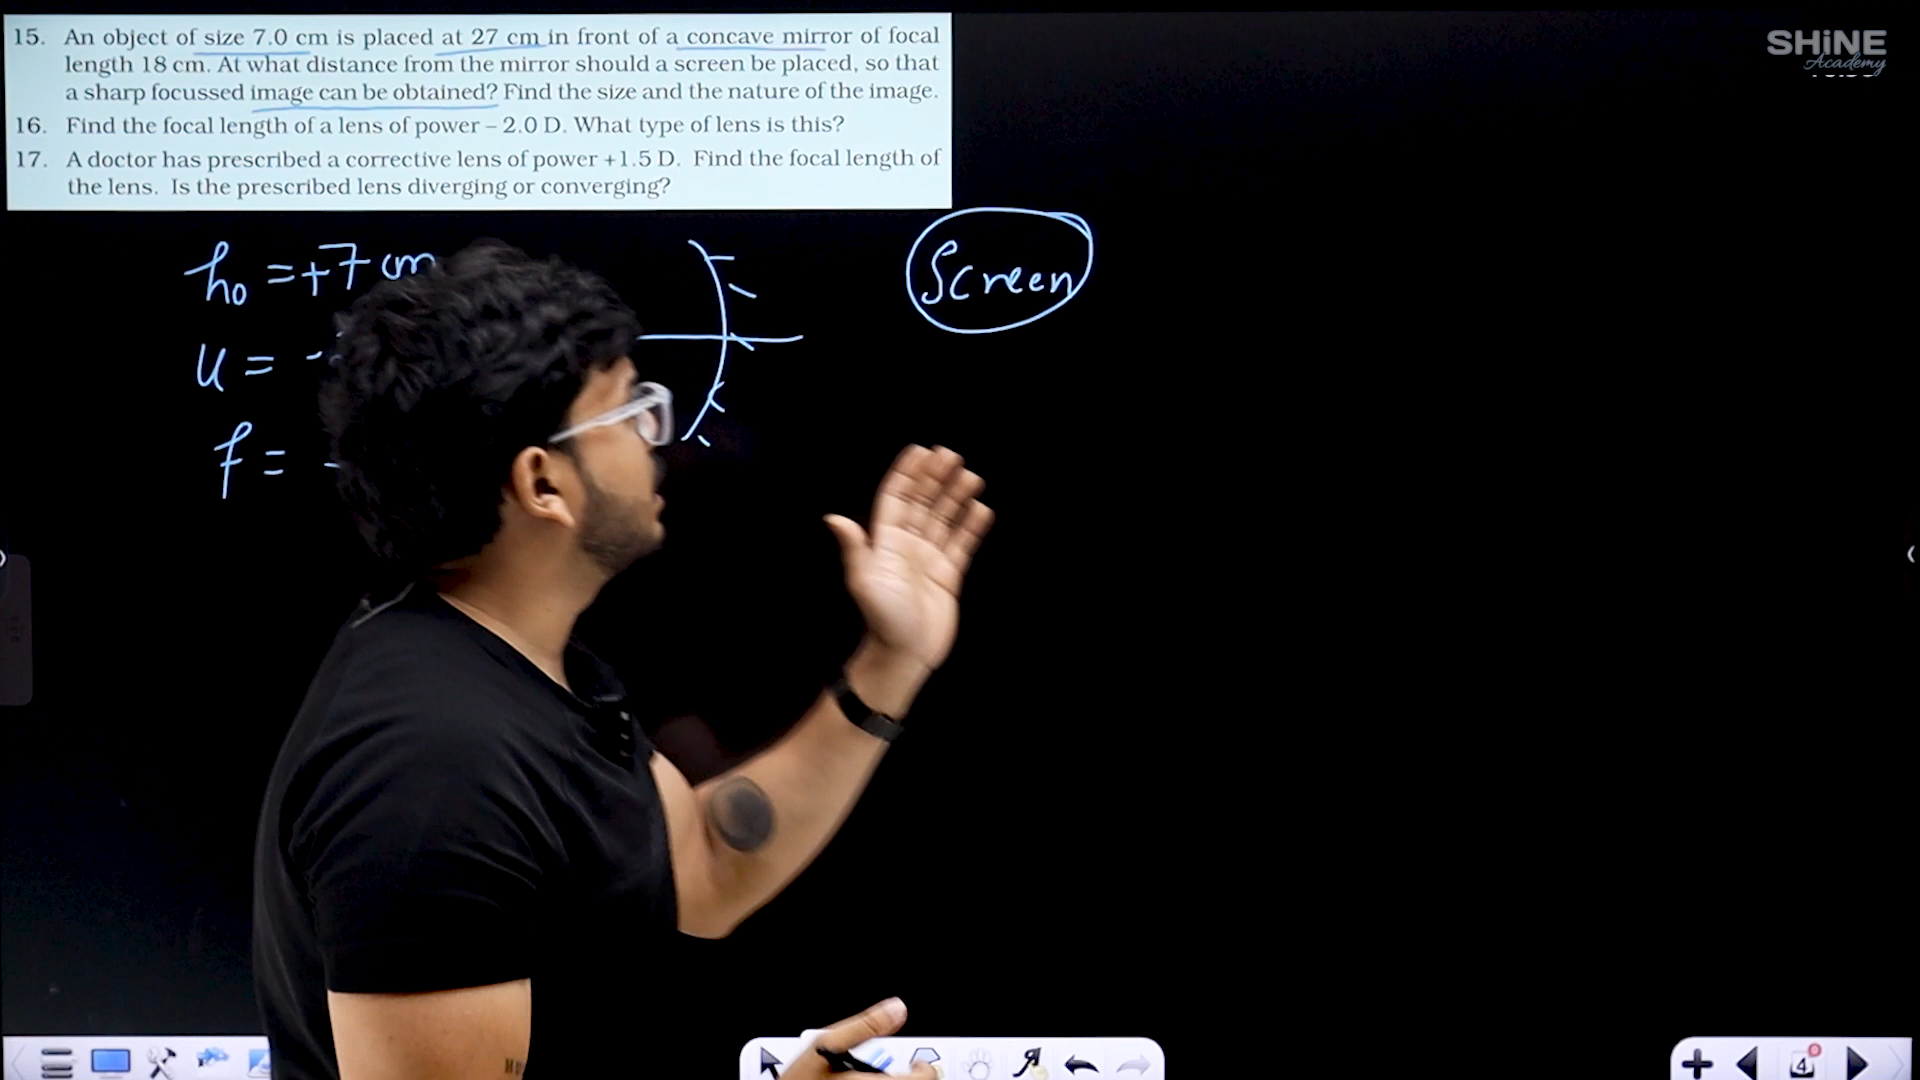 15. An object of size 7.0 cm is placed at 27 cm in front of a concave mirror of focal
length 18 cm. At what distance from the mirror should a screen be placed, so that
a sharp focussed image can be obtained? Find the size and the nature of the image.
16. Find the focal length of a lens of power – 2.0 D. What type of lens is this?
17. A doctor has prescribed a corrective lens of power +1.5 D. Find the focal length of
the lens. Is the prescribed lens diverging or converging?
SHiNE
Academy
h₀ = +7 cm
Screen
u = -
f = -
4